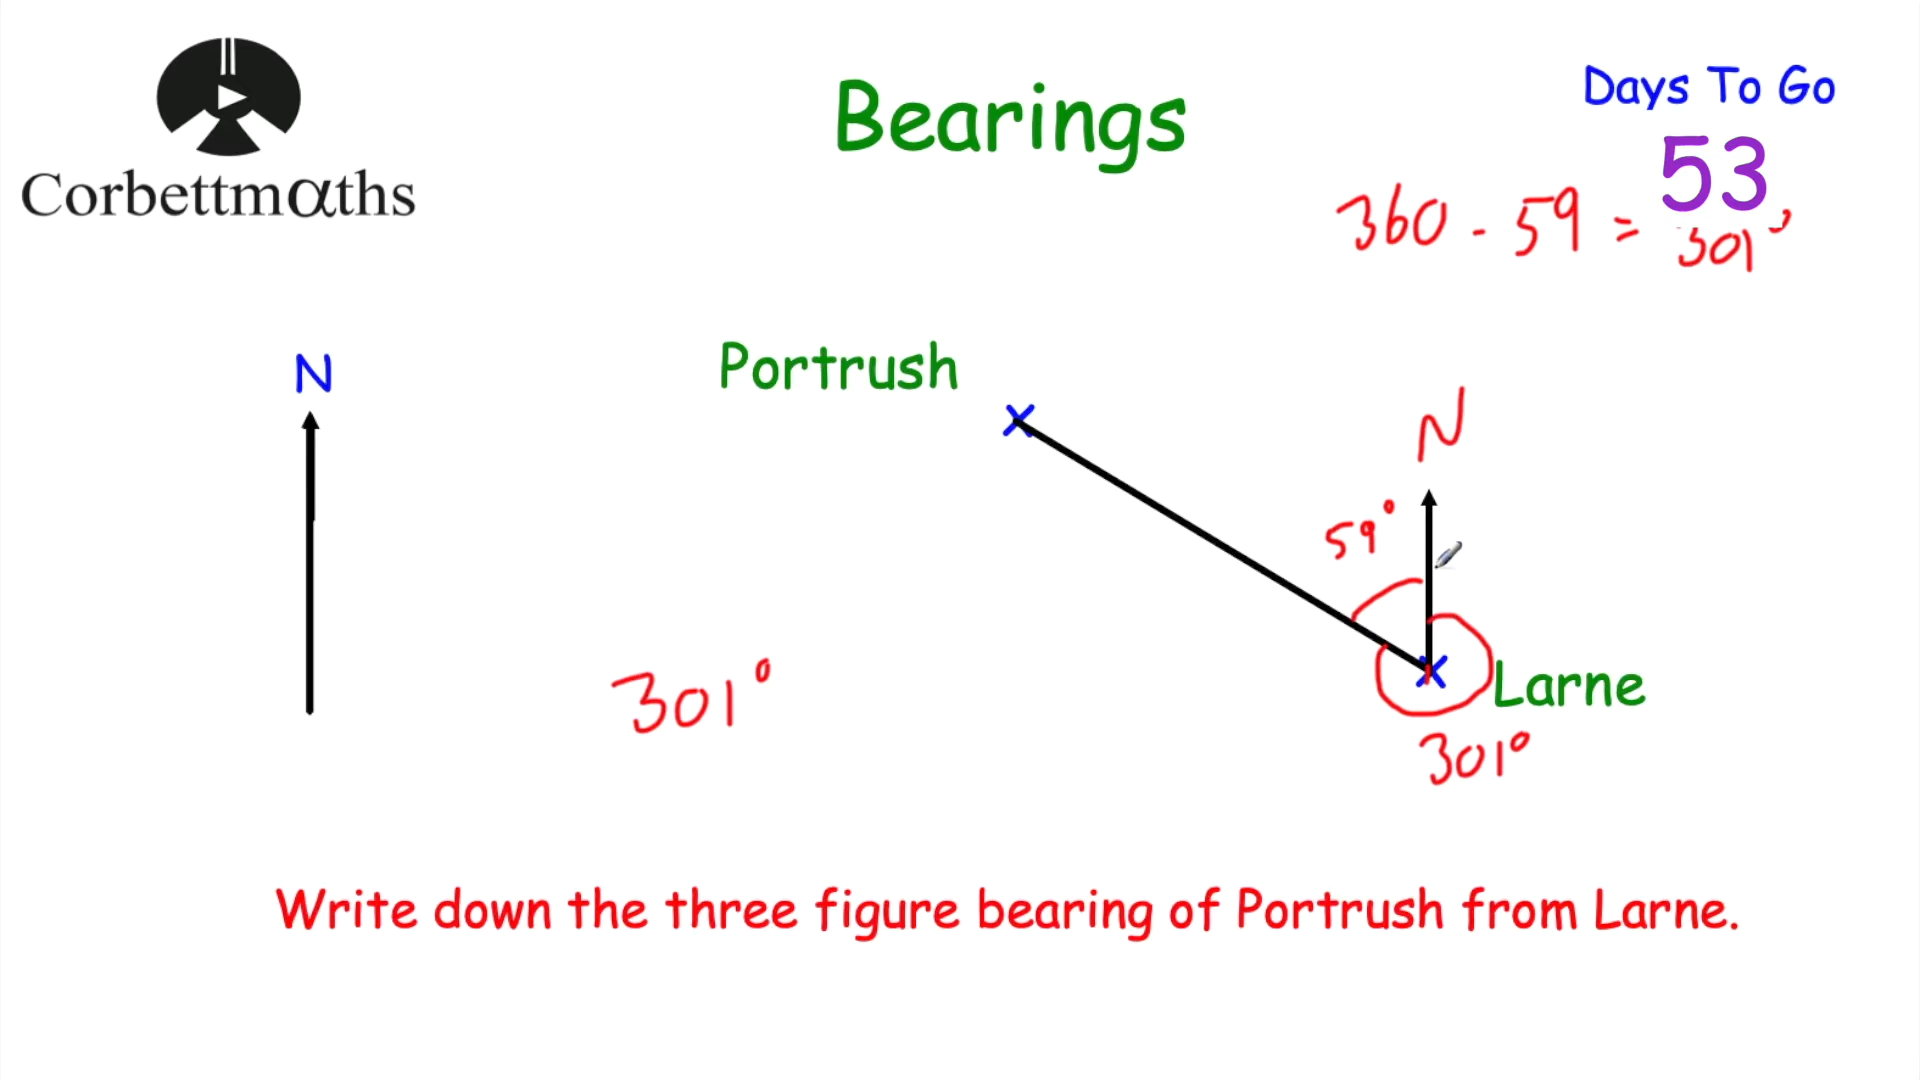 Corbettmαths
Bearings
Days To Go
53
360 - 59 = 301°
N
Portrush
N
59°
301°
Larne
301°
Write down the three figure bearing of Portrush from Larne.